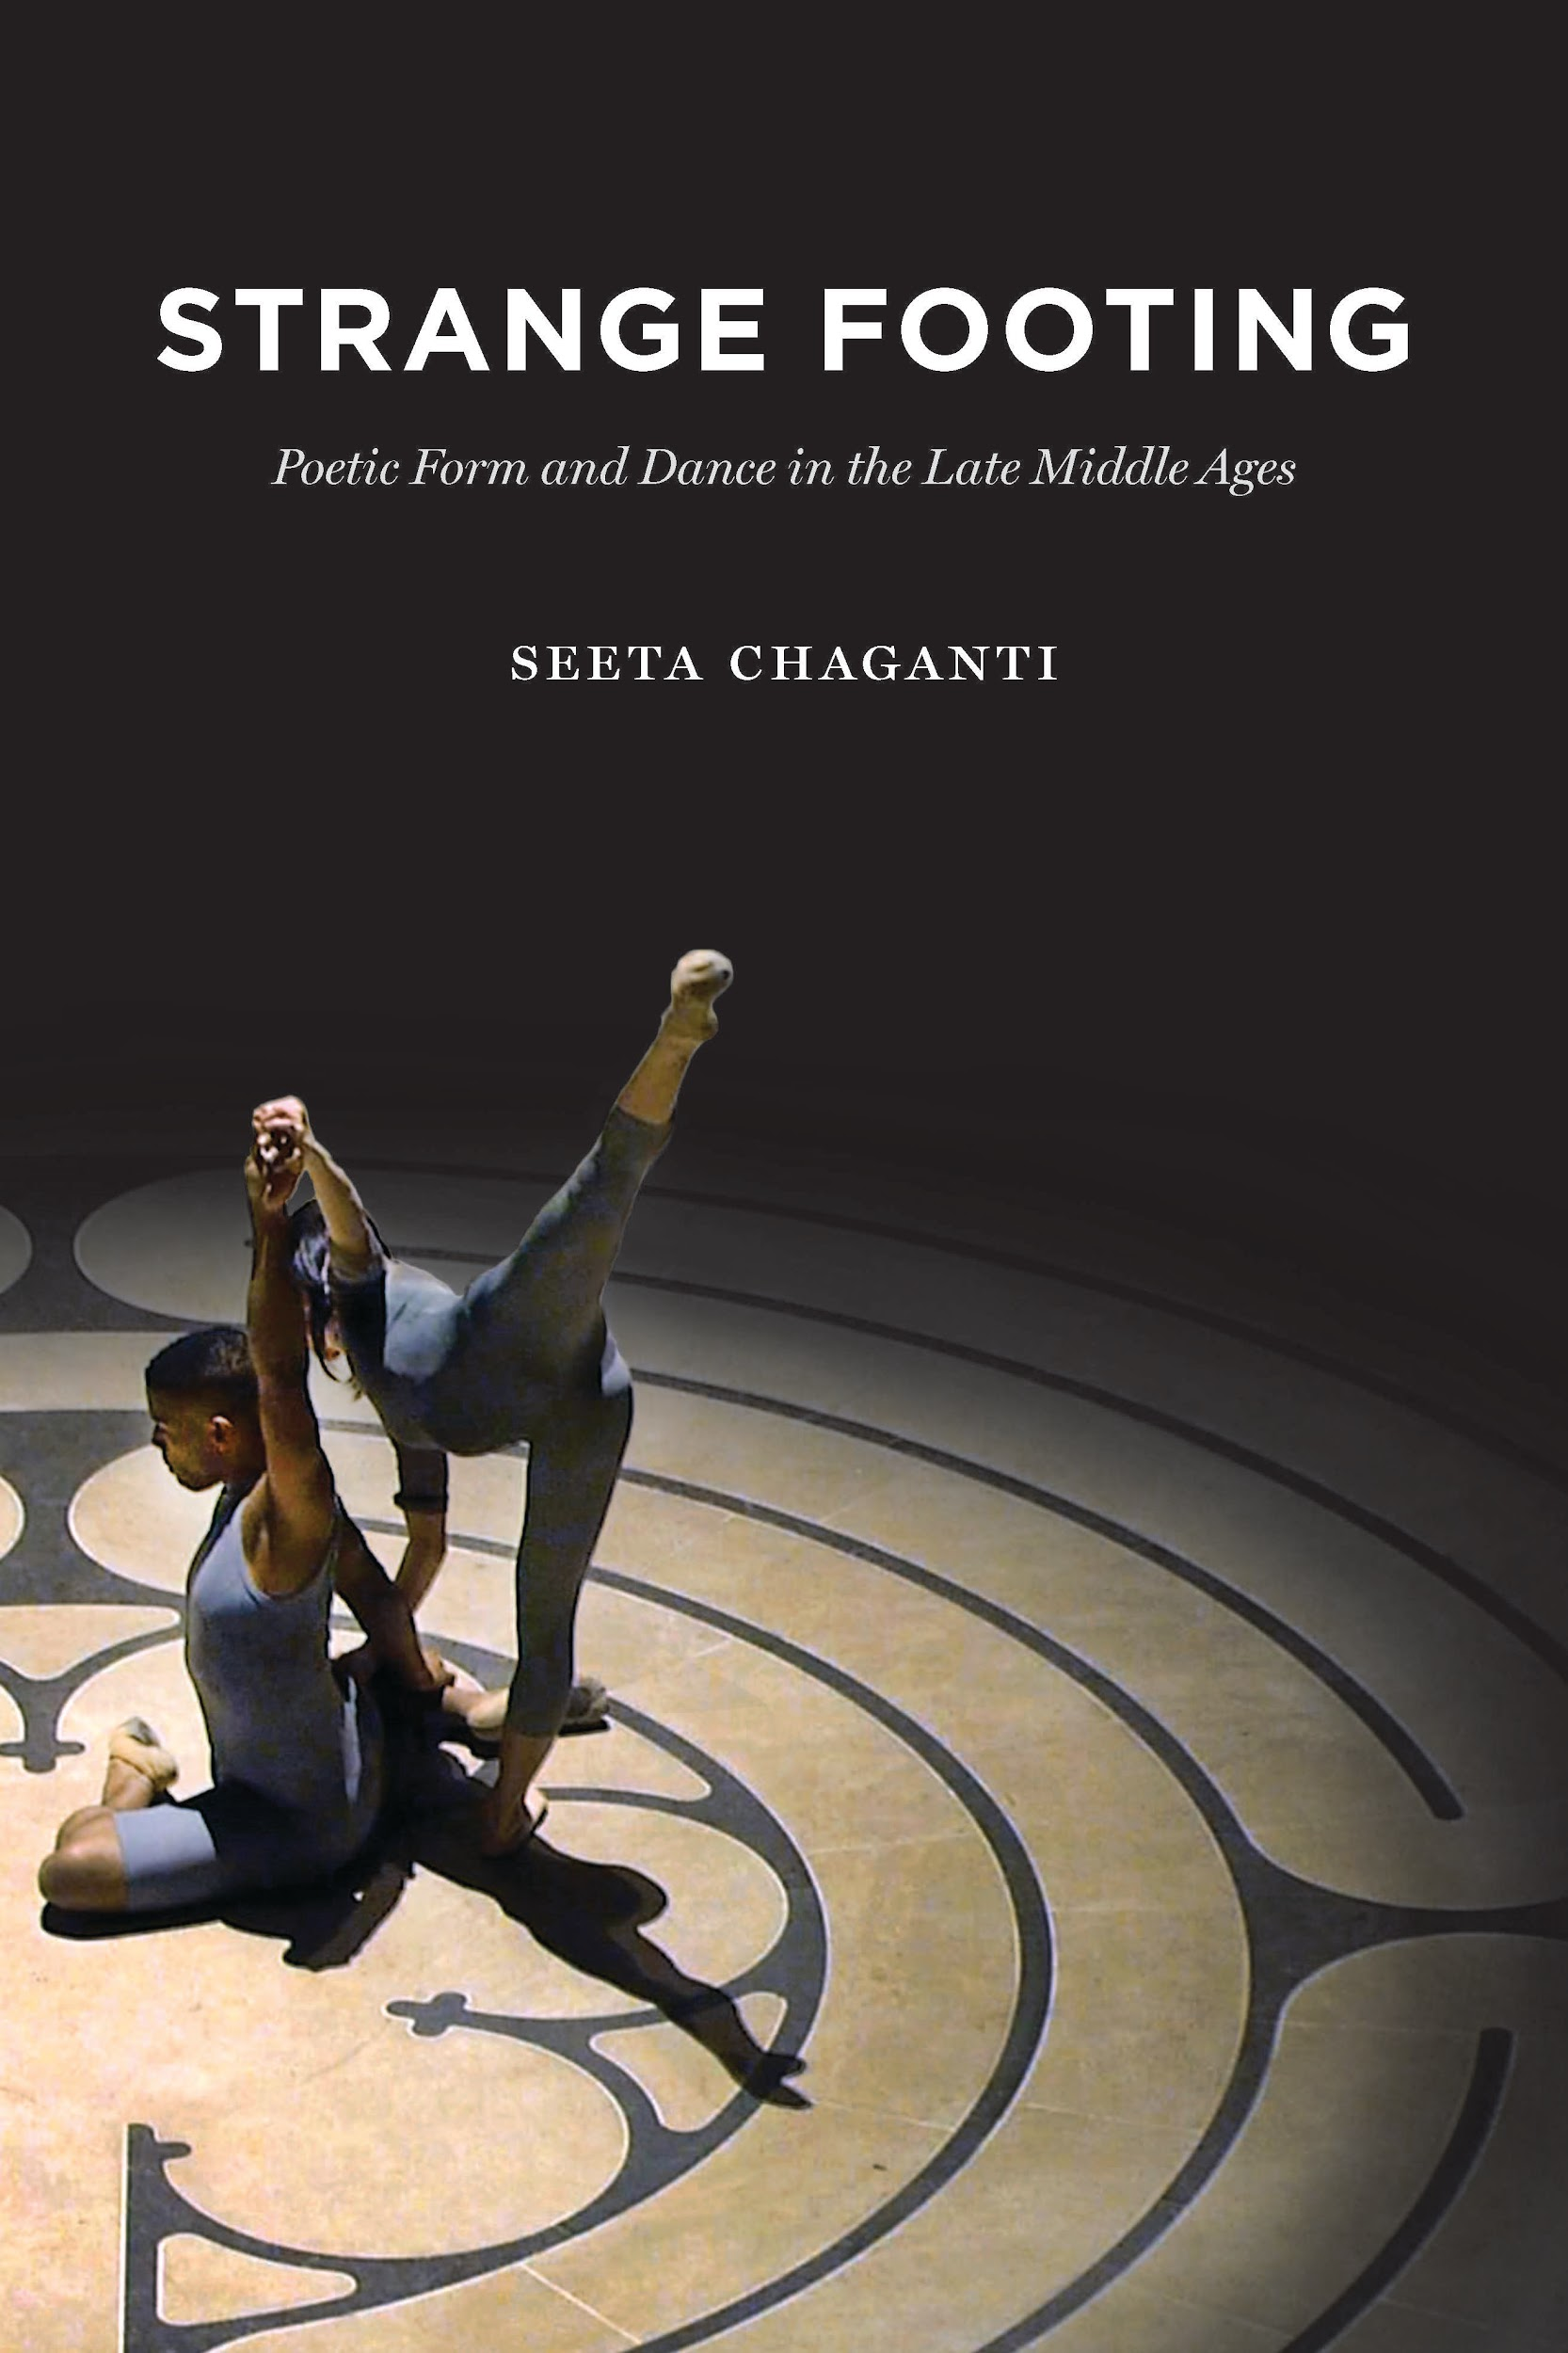 STRANGE FOOTING
Poetic Form and Dance in the Late Middle Ages
SEETA CHAGANTI